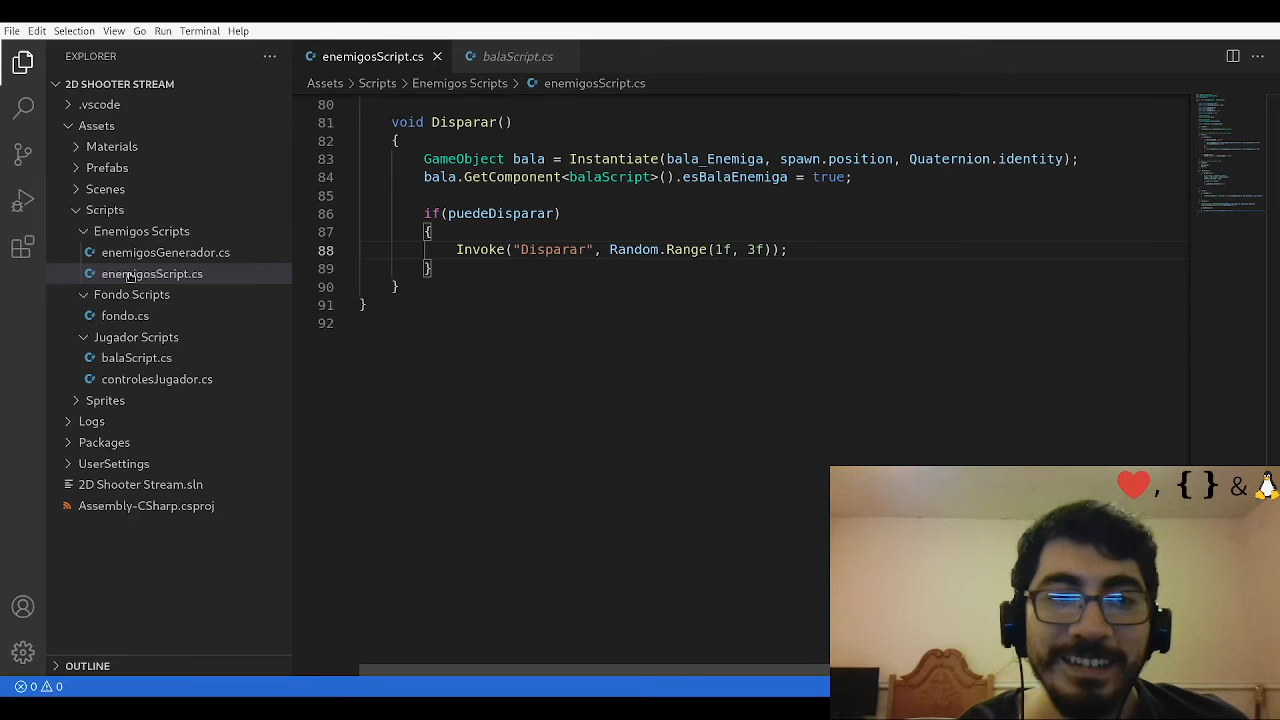 File Edit Selection View Go Run Terminal Help
EXPLORER
2D SHOOTER STREAM
.vscode
Assets
Materials
Prefabs
Scenes
Scripts
Enemigos Scripts
enemigosGenerador.cs
enemigosScript.cs
Fondo Scripts
fondo.cs
Jugador Scripts
balaScript.cs
controlesJugador.cs
Sprites
Logs
Packages
UserSettings
2D Shooter Stream.sln
Assembly-CSharp.csproj
OUTLINE
0 0
enemigosScript.cs balaScript.cs
Assets > Scripts > Enemigos Scripts > enemigosScript.cs
80
81 void Disparar()
82 {
83 GameObject bala = Instantiate(bala_Enemiga, spawn.position, Quaternion.identity);
84 bala.GetComponent<balaScript>().esBalaEnemiga = true;
85
86 if(puedeDisparar)
87 {
88 Invoke("Disparar", Random.Range(1f, 3f));
89 }
90 }
91 }
92
, { } &